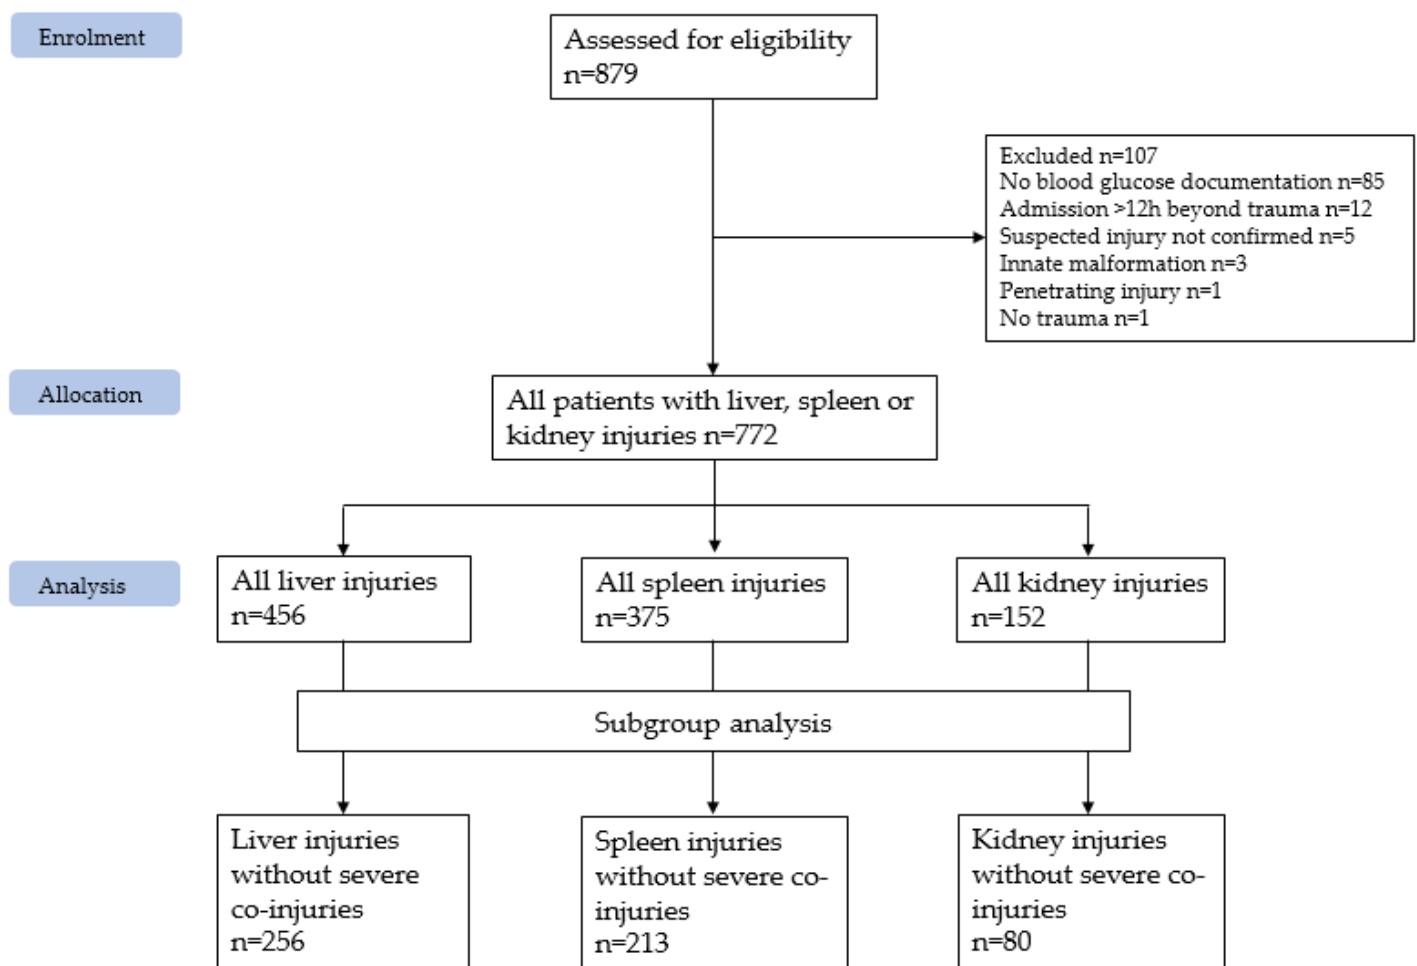 Enrolment
Assessed for eligibility
n=879
Excluded n=107
No blood glucose documentation n=85
Admission >12h beyond trauma n=12
Suspected injury not confirmed n=5
Innate malformation n=3
Penetrating injury n=1
No trauma n=1
Allocation
All patients with liver, spleen or
kidney injuries n=772
Analysis
All liver injuries
n=456
All spleen injuries
n=375
All kidney injuries
n=152
Subgroup analysis
Liver injuries
without severe
co-injuries
n=256
Spleen injuries
without severe co-
injuries
n=213
Kidney injuries
without severe co-
injuries
n=80